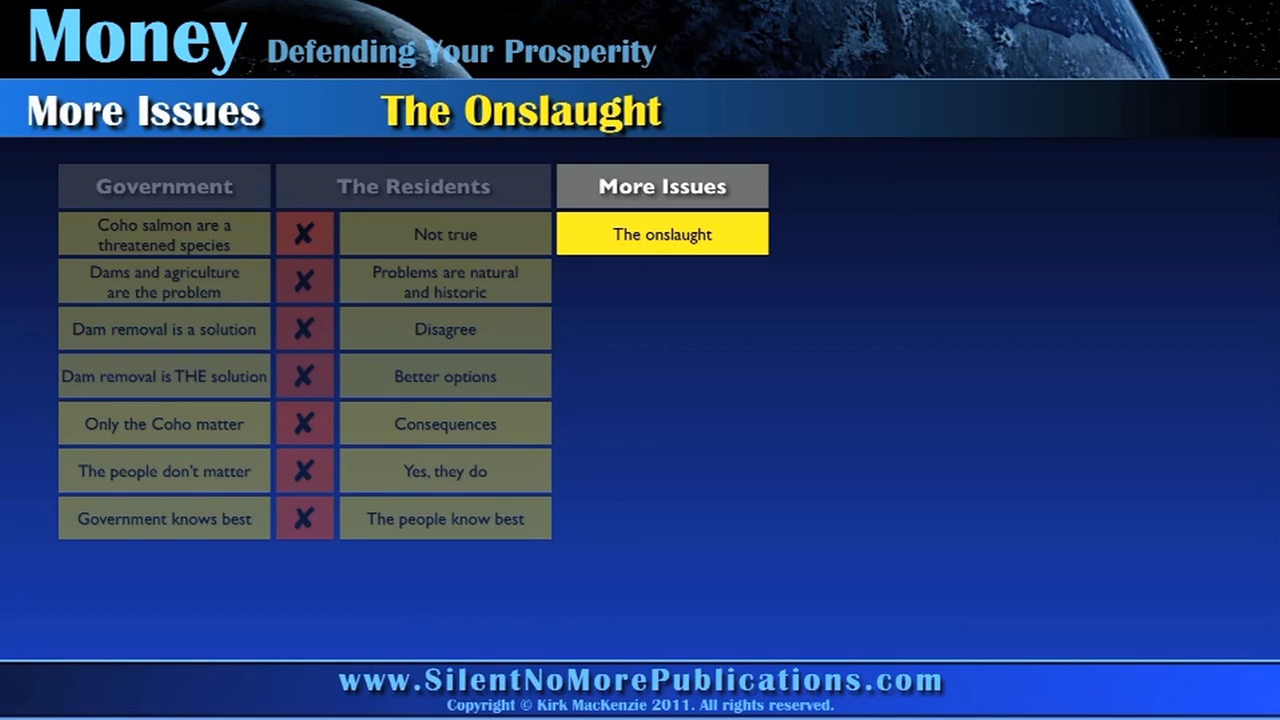 Money Defending Your Prosperity
More Issues The Onslaught
Government The Residents More Issues
Coho salmon are a
threatened species
✘ Not true The onslaught
Dams and agriculture
are the problem
✘ Problems are natural
and historic
Dam removal is a solution ✘ Disagree
Dam removal is THE solution ✘ Better options
Only the Coho matter ✘ Consequences
The people don't matter ✘ Yes, they do
Government knows best ✘ The people know best
www.SilentNoMorePublications.com
Copyright © Kirk MacKenzie 2011. All rights reserved.